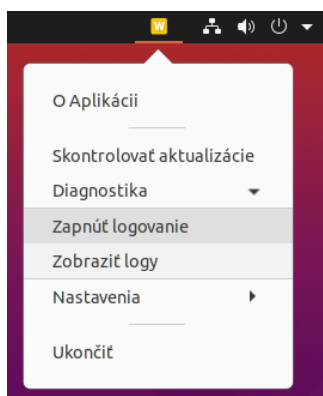 W
O Aplikácii
Skontrolovať aktualizácie
Diagnostika
Zapnúť logovanie
Zobraziť logy
Nastavenia
Ukončiť